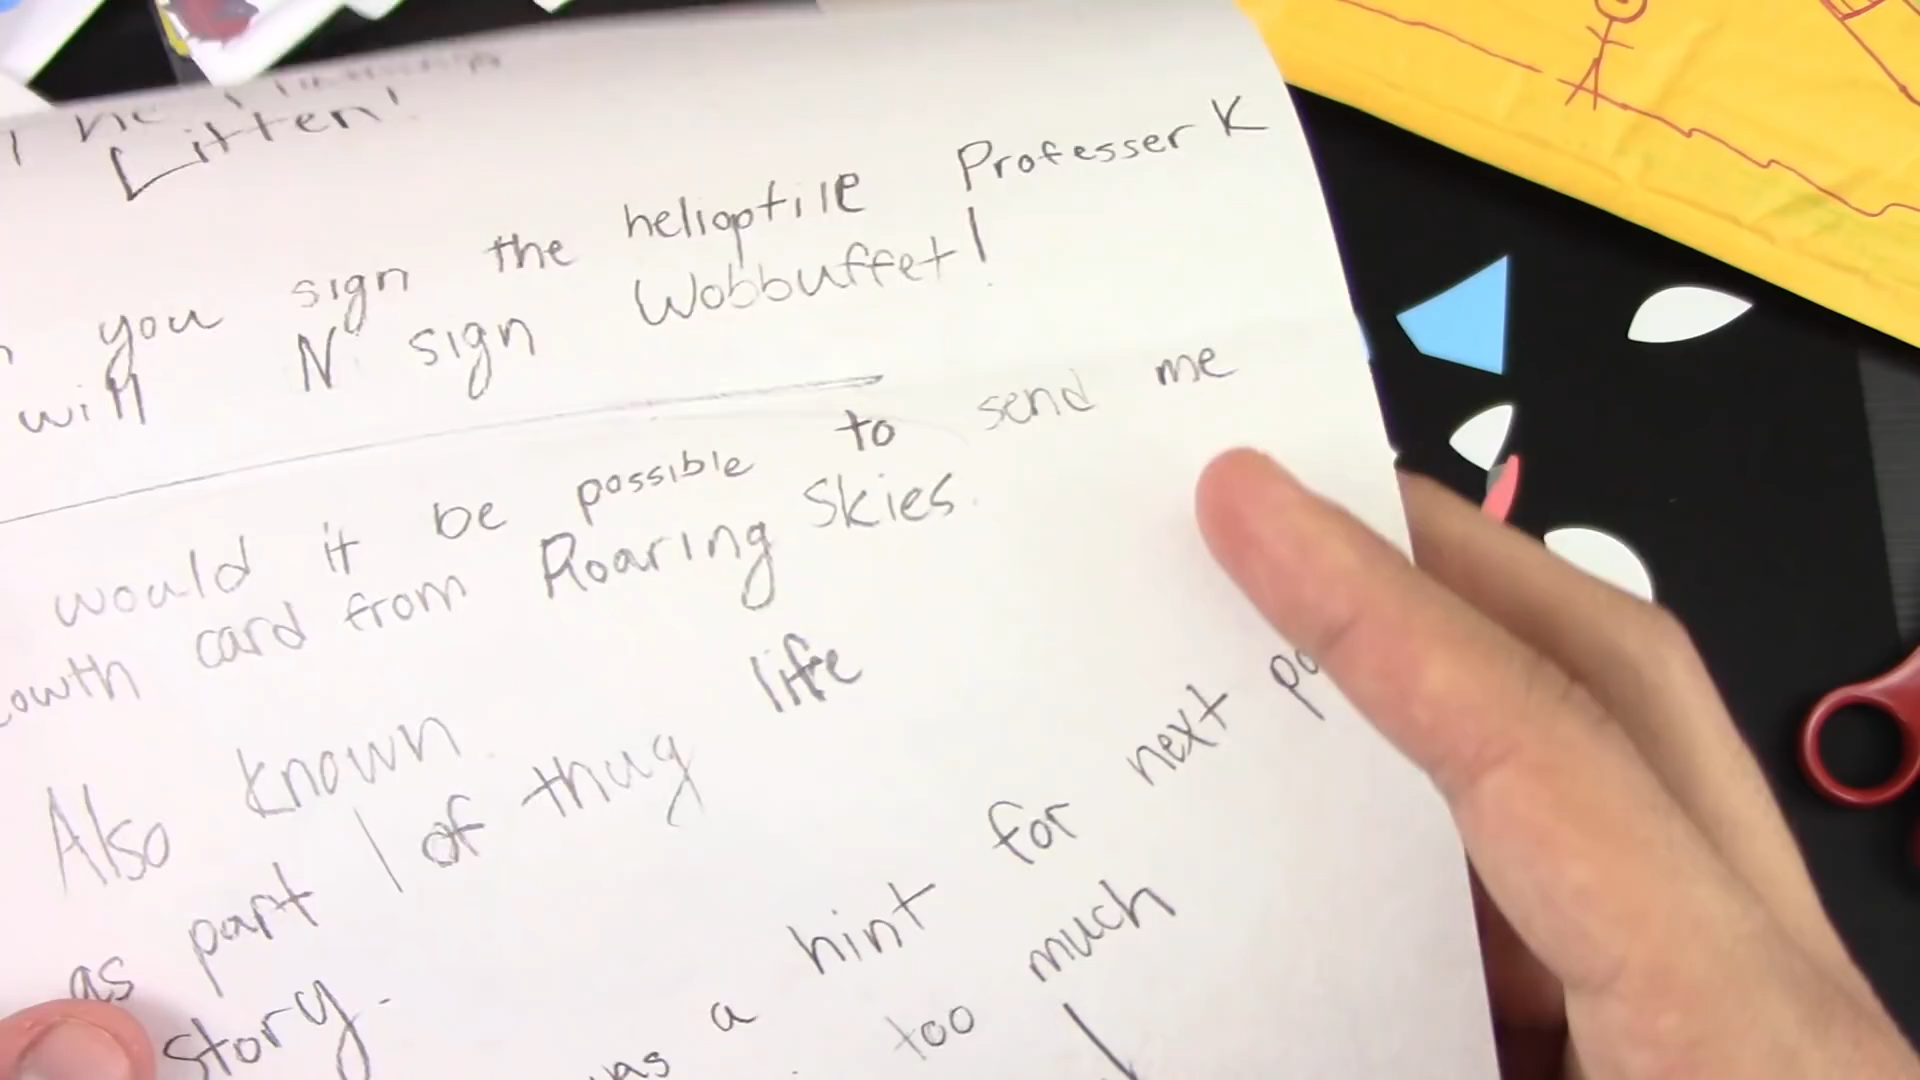 Litten!
you sign the helioptile Professer K
will N sign Wobbuffet!
would it be possible to send me
card from Roaring Skies.
Also known
as part 1 of thug life
story.
a hint for next
too much